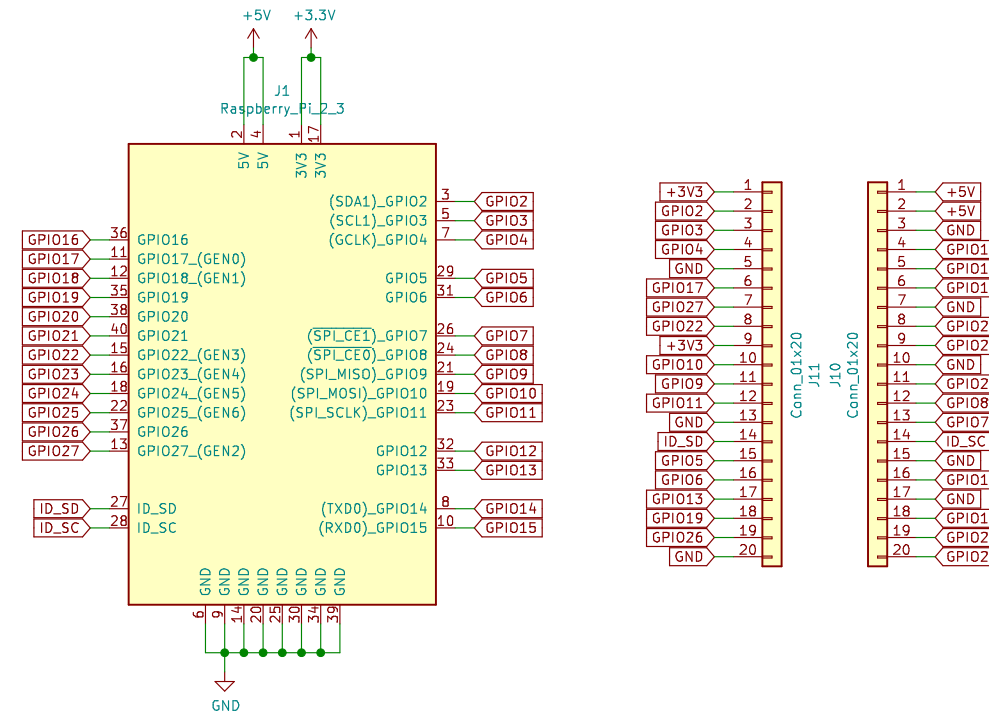 +5V +3.3V
J1
Raspberry_Pi_2_3
2 4 1 17
5V 5V 3V3 3V3
(SDA1)_GPIO2 3 GPIO2
(SCL1)_GPIO3 5 GPIO3
(GCLK)_GPIO4 7 GPIO4
GPIO5 29 GPIO5
GPIO6 31 GPIO6
(SPI_CE1)_GPIO7 26 GPIO7
(SPI_CE0)_GPIO8 24 GPIO8
(SPI_MISO)_GPIO9 21 GPIO9
(SPI_MOSI)_GPIO10 19 GPIO10
(SPI_SCLK)_GPIO11 23 GPIO11
GPIO12 32 GPIO12
GPIO13 33 GPIO13
(TXD0)_GPIO14 8 GPIO14
(RXD0)_GPIO15 10 GPIO15
GPIO16 36 GPIO16
GPIO17 11 GPIO17_(GEN0)
GPIO18 12 GPIO18_(GEN1)
GPIO19 35 GPIO19
GPIO20 38 GPIO20
GPIO21 40 GPIO21
GPIO22 15 GPIO22_(GEN3)
GPIO23 16 GPIO23_(GEN4)
GPIO24 18 GPIO24_(GEN5)
GPIO25 22 GPIO25_(GEN6)
GPIO26 37 GPIO26
GPIO27 13 GPIO27_(GEN2)
ID_SD 27 ID_SD
ID_SC 28 ID_SC
GND GND GND GND GND GND GND GND
6 9 14 20 25 30 34 39
GND
+3V3 1
GPIO2 2
GPIO3 3
GPIO4 4
GND 5
GPIO17 6
GPIO27 7
GPIO22 8
+3V3 9
GPIO10 10
GPIO9 11
GPIO11 12
GND 13
ID_SD 14
GPIO5 15
GPIO6 16
GPIO13 17
GPIO19 18
GPIO26 19
GND 20
Conn_01x20
J11
J10
Conn_01x20
1 +5V
2 +5V
3 GND
4 GPIO1
5 GPIO1
6 GPIO1
7 GND
8 GPIO2
9 GPIO2
10 GND
11 GPIO2
12 GPIO8
13 GPIO7
14 ID_SC
15 GND
16 GPIO1
17 GND
18 GPIO1
19 GPIO2
20 GPIO2